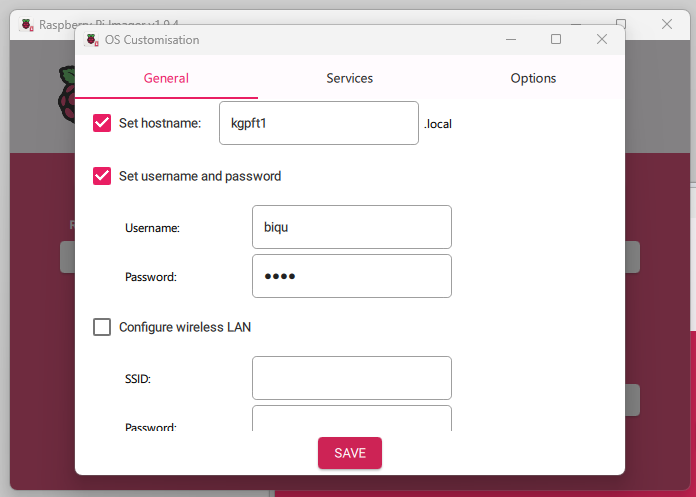 Raspberry Pi Imager v1.9.4
OS Customisation
General Services Options
Set hostname: kgpft1 .local
Set username and password
Username: biqu
Password: ●●●●
Configure wireless LAN
SSID:
Password:
SAVE